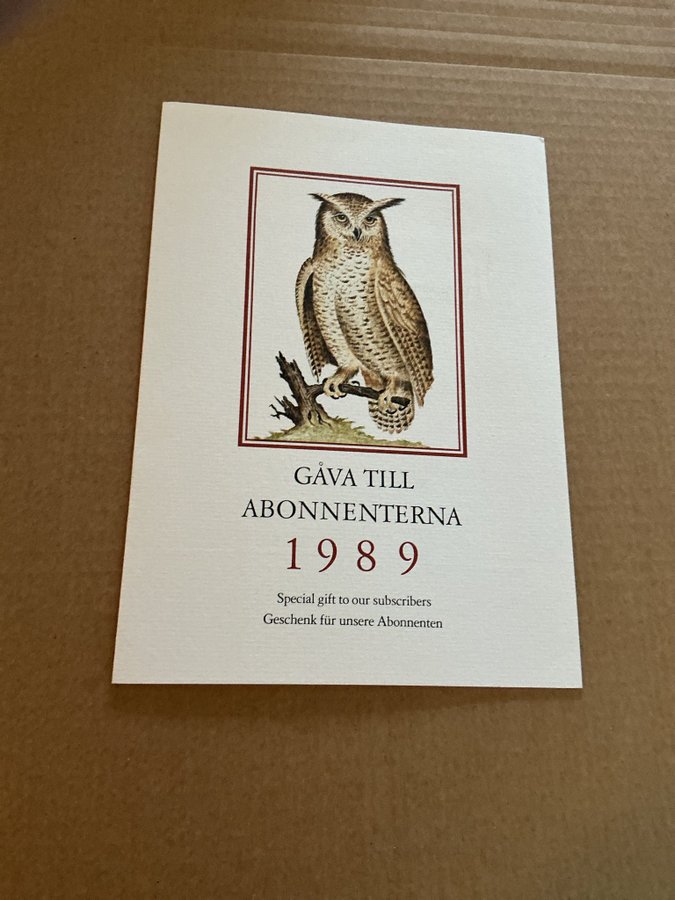 GÅVA TILL
ABONNENTERNA
1989
Special gift to our subscribers
Geschenk für unsere Abonnenten